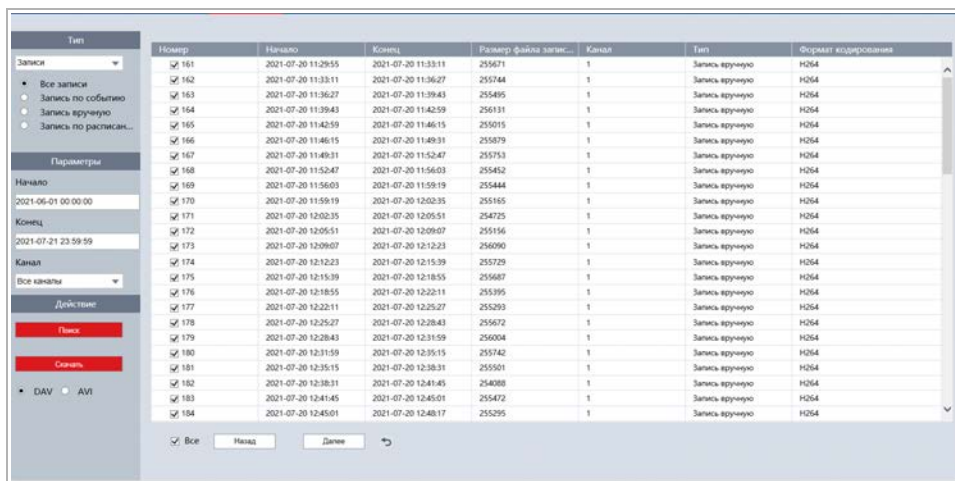 Тип
Записи
Все записи
Запись по событию
Запись вручную
Запись по расписан...
Параметры
Начало
2021-06-01 00:00:00
Конец
2021-07-21 23:59:59
Канал
Все каналы
Действие
Поиск
Скачать
DAV AVI
Номер Начало Конец Размер файла запис... Канал Тип Формат кодирования
161 2021-07-20 11:29:55 2021-07-20 11:33:11 255671 1 Запись вручную H264
162 2021-07-20 11:33:11 2021-07-20 11:36:27 255744 1 Запись вручную H264
163 2021-07-20 11:36:27 2021-07-20 11:39:43 255495 1 Запись вручную H264
164 2021-07-20 11:39:43 2021-07-20 11:42:59 256131 1 Запись вручную H264
165 2021-07-20 11:42:59 2021-07-20 11:46:15 255015 1 Запись вручную H264
166 2021-07-20 11:46:15 2021-07-20 11:49:31 255879 1 Запись вручную H264
167 2021-07-20 11:49:31 2021-07-20 11:52:47 255753 1 Запись вручную H264
168 2021-07-20 11:52:47 2021-07-20 11:56:03 255452 1 Запись вручную H264
169 2021-07-20 11:56:03 2021-07-20 11:59:19 255444 1 Запись вручную H264
170 2021-07-20 11:59:19 2021-07-20 12:02:35 255165 1 Запись вручную H264
171 2021-07-20 12:02:35 2021-07-20 12:05:51 254725 1 Запись вручную H264
172 2021-07-20 12:05:51 2021-07-20 12:09:07 255156 1 Запись вручную H264
173 2021-07-20 12:09:07 2021-07-20 12:12:23 256090 1 Запись вручную H264
174 2021-07-20 12:12:23 2021-07-20 12:15:39 255729 1 Запись вручную H264
175 2021-07-20 12:15:39 2021-07-20 12:18:55 255687 1 Запись вручную H264
176 2021-07-20 12:18:55 2021-07-20 12:22:11 255395 1 Запись вручную H264
177 2021-07-20 12:22:11 2021-07-20 12:25:27 255293 1 Запись вручную H264
178 2021-07-20 12:25:27 2021-07-20 12:28:43 255672 1 Запись вручную H264
179 2021-07-20 12:28:43 2021-07-20 12:31:59 256004 1 Запись вручную H264
180 2021-07-20 12:31:59 2021-07-20 12:35:15 255742 1 Запись вручную H264
181 2021-07-20 12:35:15 2021-07-20 12:38:31 255501 1 Запись вручную H264
182 2021-07-20 12:38:31 2021-07-20 12:41:45 254088 1 Запись вручную H264
183 2021-07-20 12:41:45 2021-07-20 12:45:01 255472 1 Запись вручную H264
184 2021-07-20 12:45:01 2021-07-20 12:48:17 255295 1 Запись вручную H264
Все Назад Далее